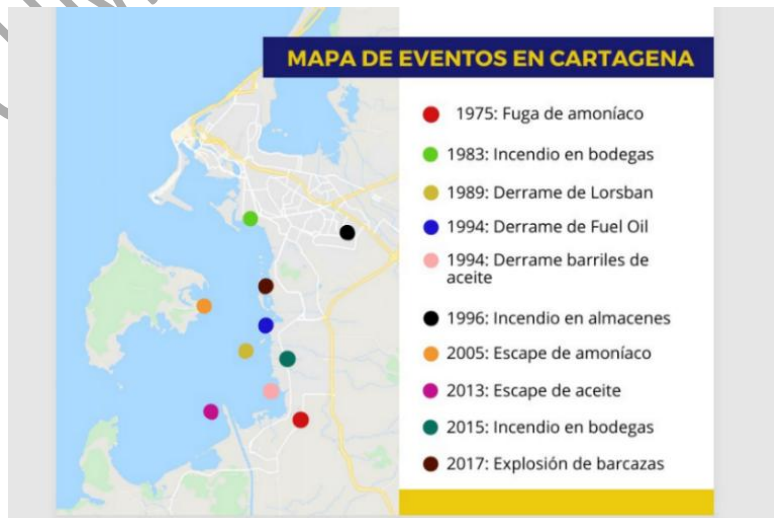 MAPA DE EVENTOS EN CARTAGENA
1975: Fuga de amoníaco
1983: Incendio en bodegas
1989: Derrame de Lorsban
1994: Derrame de Fuel Oil
1994: Derrame barriles de
aceite
1996: Incendio en almacenes
2005: Escape de amoníaco
2013: Escape de aceite
2015: Incendio en bodegas
2017: Explosión de barcazas